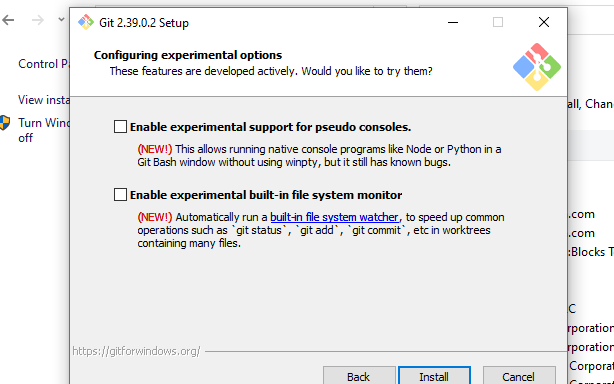 Git 2.39.0.2 Setup
Configuring experimental options
These features are developed actively. Would you like to try them?
Control Pa
all, Chan
View insta
Turn Wind
off
Enable experimental support for pseudo consoles.
(NEW!) This allows running native console programs like Node or Python in a
Git Bash window without using winpty, but it still has known bugs.
Enable experimental built-in file system monitor
(NEW!) Automatically run a built-in file system watcher, to speed up common
operations such as `git status`, `git add`, `git commit`, etc in worktrees
containing many files.
.com
.com
:Blocks T
C
orporation
orporation
Corporat
orporation
https://gitforwindows.org/
Back
Install
Cancel